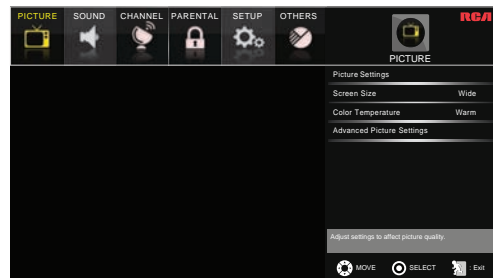 PICTURE SOUND CHANNEL PARENTAL SETUP OTHERS
RCA
PICTURE
Picture Settings
Screen Size Wide
Color Temperature Warm
Advanced Picture Settings
Adjust settings to affect picture quality.
MOVE SELECT : Exit